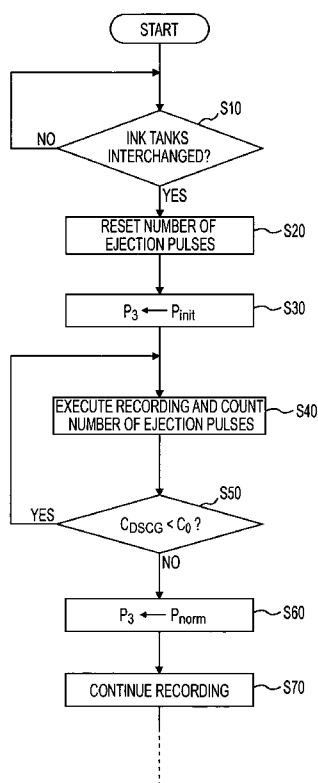 START
S10
INK TANKS
INTERCHANGED?
NO
YES
RESET NUMBER OF
EJECTION PULSES
S20
P3 ← Pinit
S30
EXECUTE RECORDING AND COUNT
NUMBER OF EJECTION PULSES
S40
S50
YES
CDSCG < C0 ?
NO
P3 ← Pnorm
S60
CONTINUE RECORDING
S70